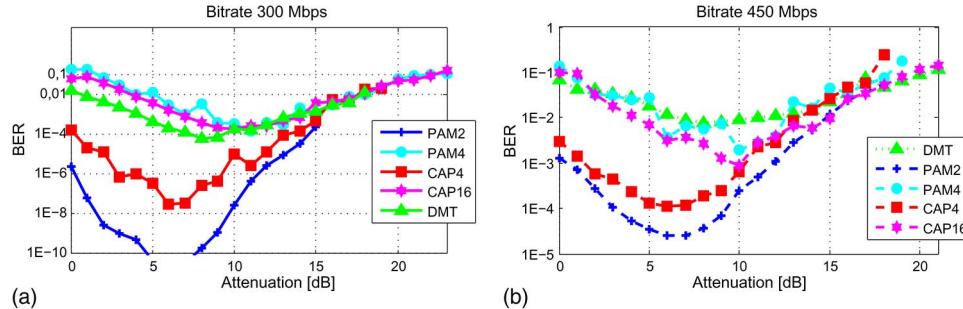 Bitrate 300 Mbps
BER
0,1
0,01
1E-4
1E-6
1E-8
1E-10
0 5 10 15 20
Attenuation [dB]
PAM2
PAM4
CAP4
CAP16
DMT
(a)
Bitrate 450 Mbps
BER
1
1E-1
1E-2
1E-3
1E-4
1E-5
0 5 10 15 20
Attenuation [dB]
DMT
PAM2
PAM4
CAP4
CAP16
(b)